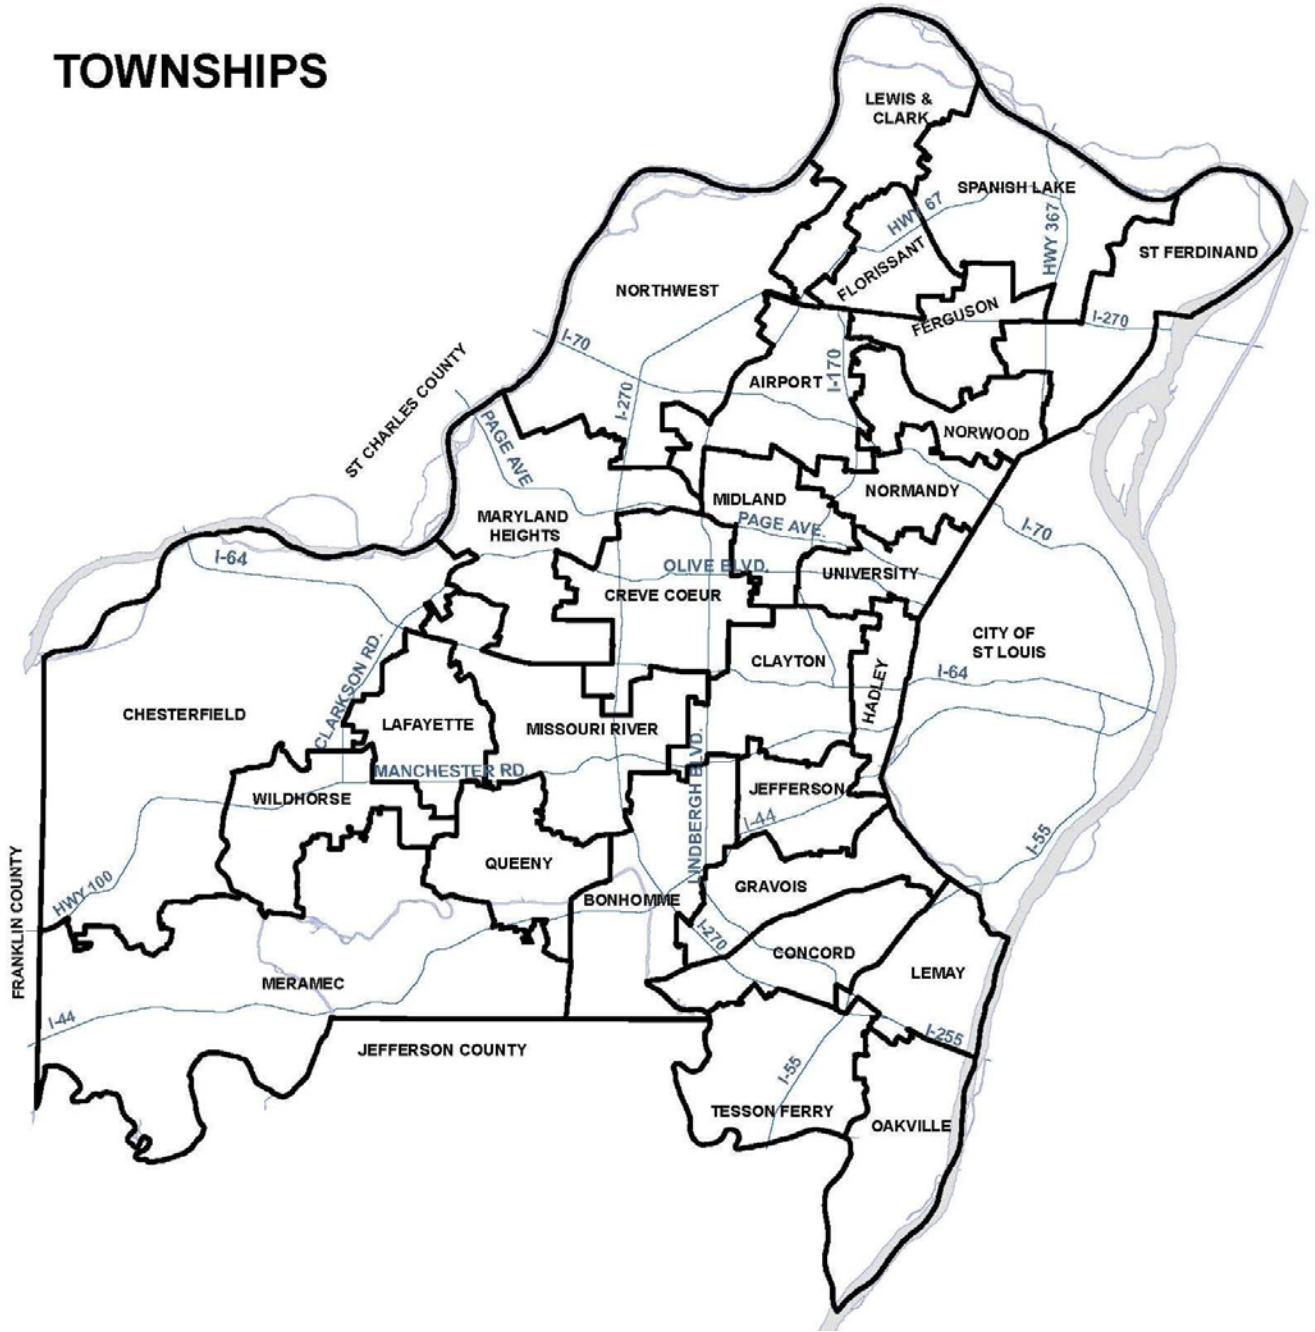 TOWNSHIPS
LEWIS &
CLARK
SPANISH LAKE
HWY 67
HWY 367
ST FERDINAND
FLORISSANT
NORTHWEST
FERGUSON
I-270
I-70
ST CHARLES COUNTY
I-270
AIRPORT
I-170
PAGE AVE
NORWOOD
MIDLAND
NORMANDY
MARYLAND
HEIGHTS
PAGE AVE.
I-70
I-64
OLIVE BLVD.
UNIVERSITY
CREVE COEUR
CITY OF
ST LOUIS
CLAYTON
HADLEY
I-64
CLARKSON RD.
CHESTERFIELD
LAFAYETTE
MISSOURI RIVER
LINDBERGH BLVD.
MANCHESTER RD.
WILDHORSE
JEFFERSON
I-44
I-55
FRANKLIN COUNTY
HWY 100
QUEENY
GRAVOIS
BONHOMME
I-270
CONCORD
LEMAY
MERAMEC
I-44
I-255
JEFFERSON COUNTY
I-55
TESSON FERRY
OAKVILLE